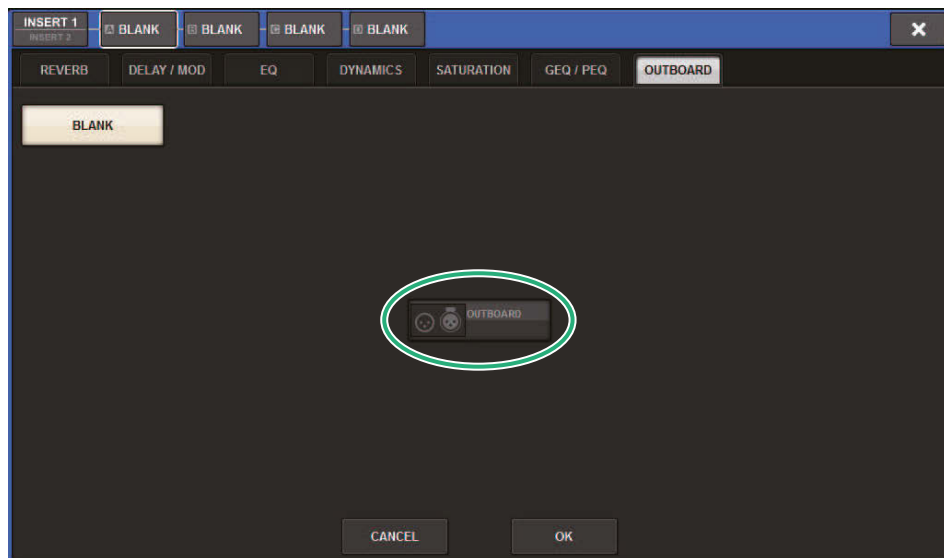 INSERT 1
INSERT 2
A BLANK
B BLANK
C BLANK
D BLANK
REVERB
DELAY / MOD
EQ
DYNAMICS
SATURATION
GEQ / PEQ
OUTBOARD
BLANK
OUTBOARD
CANCEL
OK